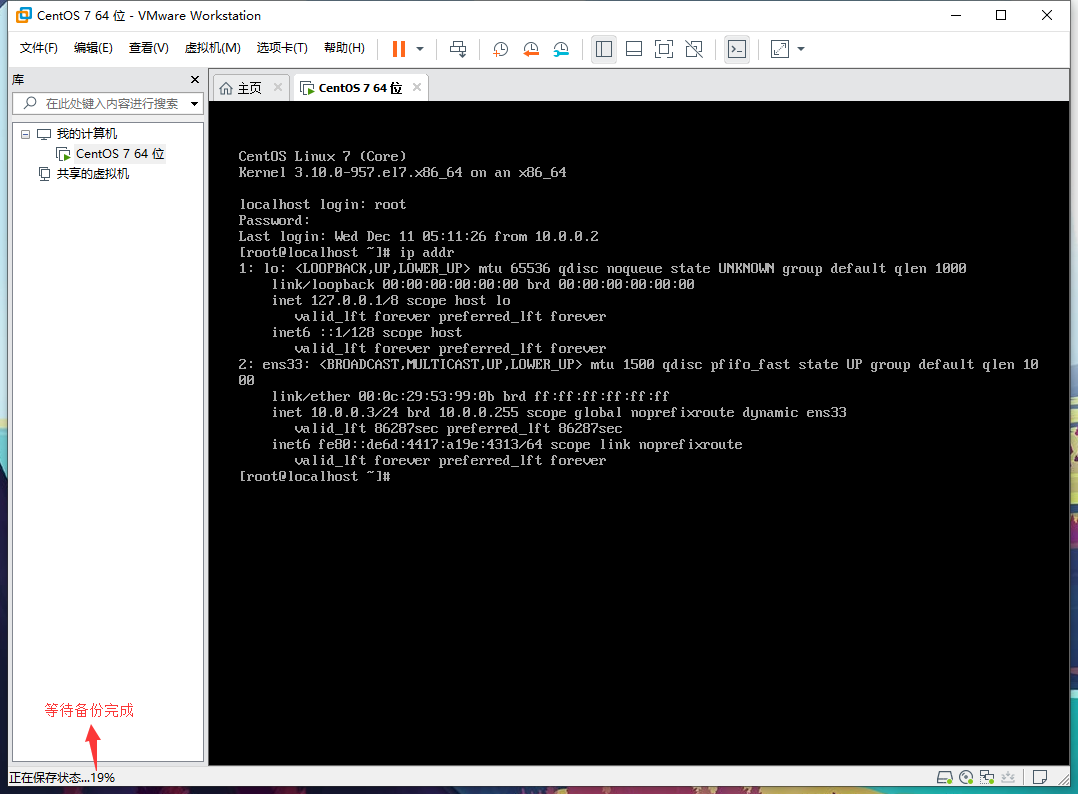 CentOS 7 64 位 - VMware Workstation
文件(F) 编辑(E) 查看(V) 虚拟机(M) 选项卡(T) 帮助(H)
库
在此处键入内容进行搜索
我的计算机
CentOS 7 64 位
共享的虚拟机
主页
CentOS 7 64 位
CentOS Linux 7 (Core)
Kernel 3.10.0-957.el7.x86_64 on an x86_64
localhost login: root
Password:
Last login: Wed Dec 11 05:11:26 from 10.0.0.2
[root@localhost ~]# ip addr
1: lo: <LOOPBACK,UP,LOWER_UP> mtu 65536 qdisc noqueue state UNKNOWN group default qlen 1000
link/loopback 00:00:00:00:00:00 brd 00:00:00:00:00:00
inet 127.0.0.1/8 scope host lo
valid_lft forever preferred_lft forever
inet6 ::1/128 scope host
valid_lft forever preferred_lft forever
2: ens33: <BROADCAST,MULTICAST,UP,LOWER_UP> mtu 1500 qdisc pfifo_fast state UP group default qlen 10
00
link/ether 00:0c:29:53:99:0b brd ff:ff:ff:ff:ff:ff
inet 10.0.0.3/24 brd 10.0.0.255 scope global noprefixroute dynamic ens33
valid_lft 86287sec preferred_lft 86287sec
inet6 fe80::de6d:4417:a19e:4313/64 scope link noprefixroute
valid_lft forever preferred_lft forever
[root@localhost ~]#
等待备份完成
正在保存状态...19%